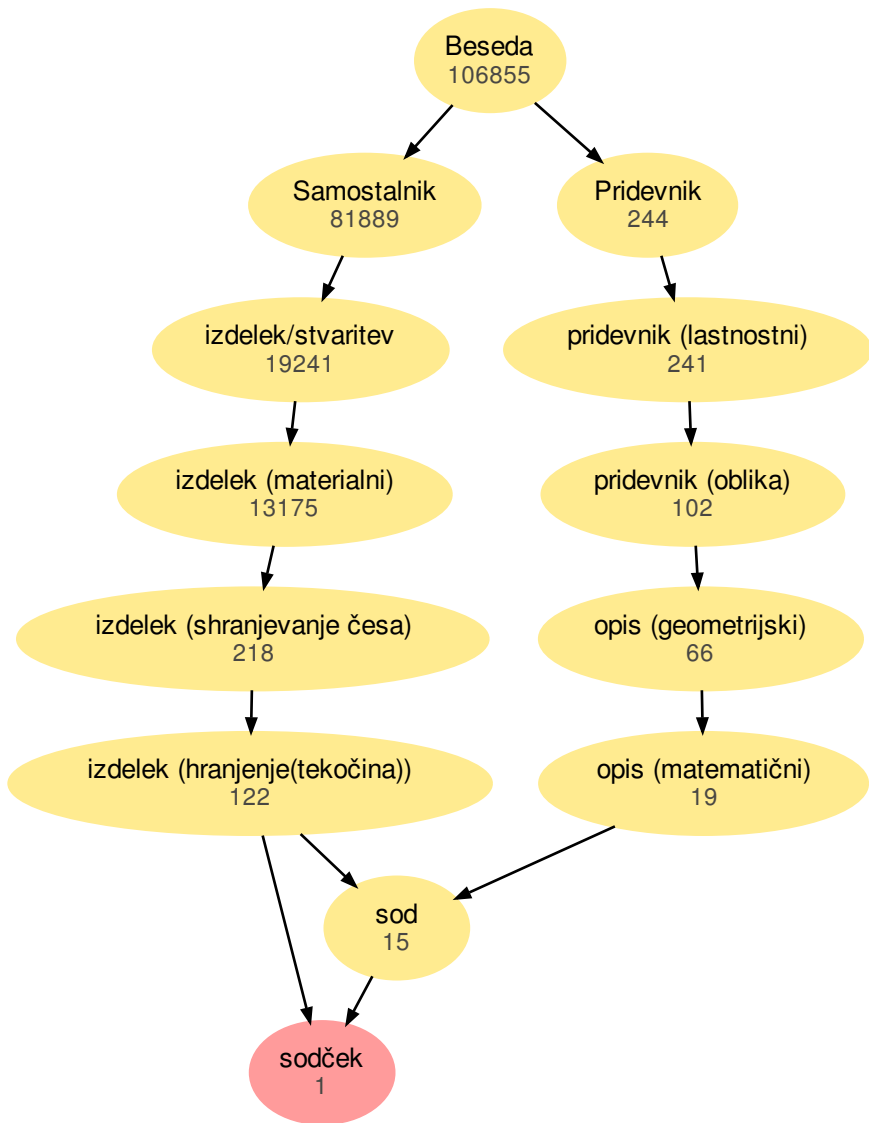 Beseda
106855
Samostalnik
81889
Pridevnik
244
izdelek/stvaritev
19241
pridevnik (lastnostni)
241
izdelek (materialni)
13175
pridevnik (oblika)
102
izdelek (shranjevanje česa)
218
opis (geometrijski)
66
izdelek (hranjenje(tekočina))
122
opis (matematični)
19
sod
15
sodček
1